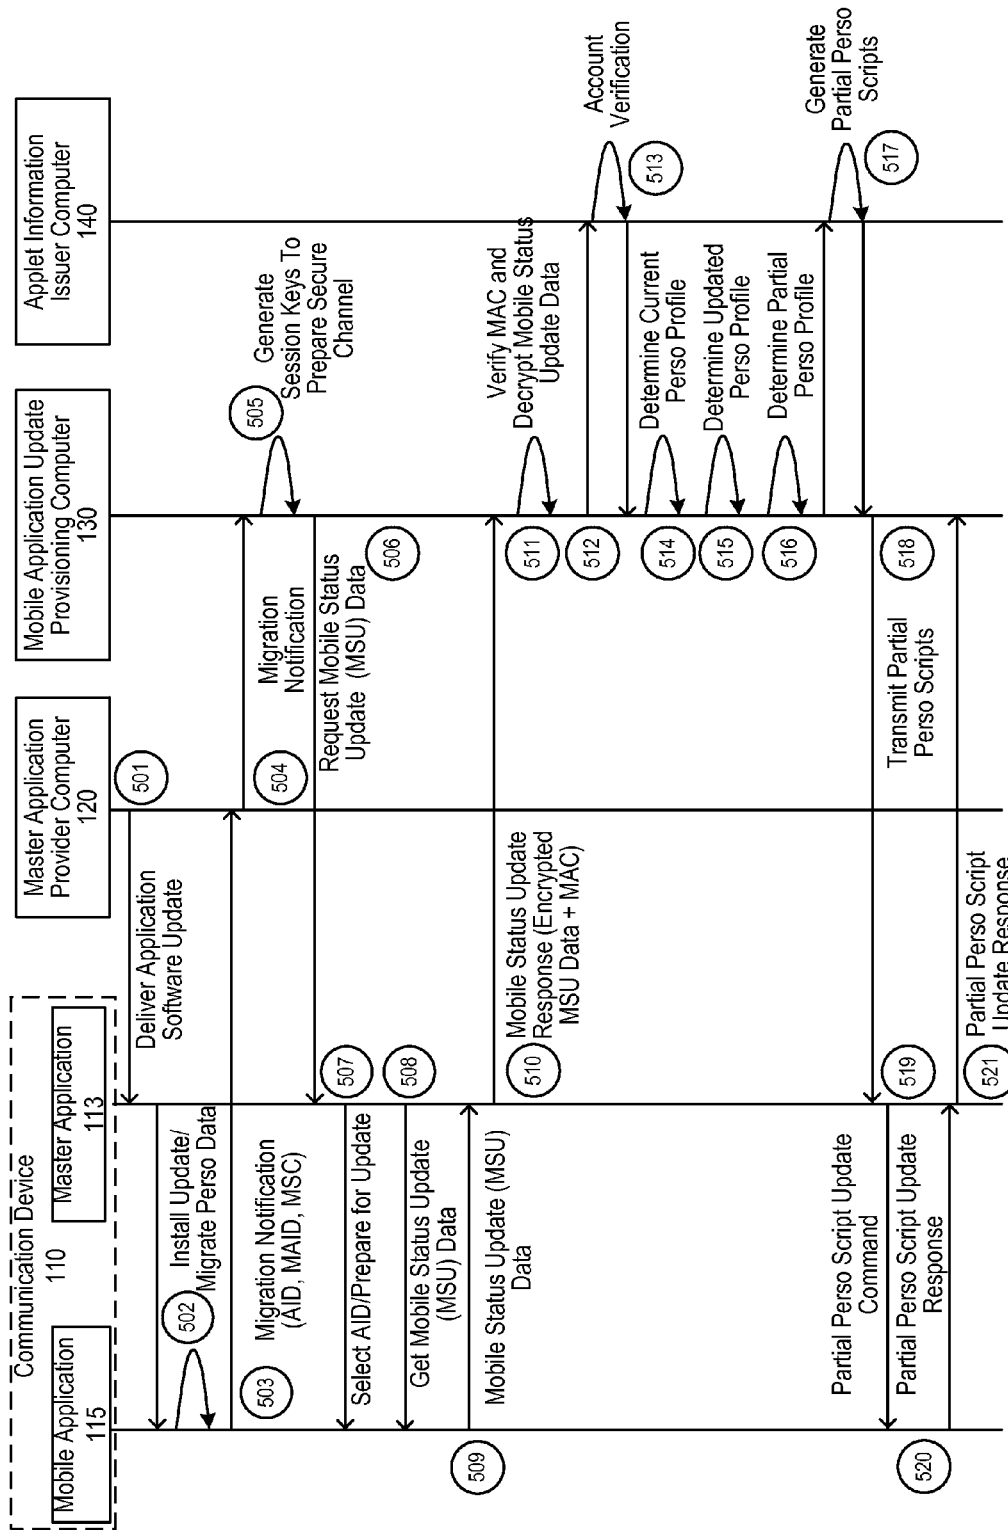 Communication Device
110
Mobile Application
115
Master Application
113
Master Application
Provider Computer
120
Mobile Application Update
Provisioning Computer
130
Applet Information
Issuer Computer
140
501
Deliver Application
Software Update
502
Install Update/
Migrate Perso Data
503
Migration Notification
(AID, MAID, MSC)
504
Migration
Notification
505
Generate
Session Keys To
Prepare Secure
Channel
506
Request Mobile Status
Update (MSU) Data
507
Select AID/Prepare for Update
508
Get Mobile Status Update
(MSU) Data
509
Mobile Status Update (MSU)
Data
510
Mobile Status Update
Response (Encrypted
MSU Data + MAC)
511
Verify MAC and
Decrypt Mobile Status
Update Data
512
513
Account
Verification
514
Determine Current
Perso Profile
515
Determine Updated
Perso Profile
516
Determine Partial
Perso Profile
517
Generate
Partial Perso
Scripts
518
Transmit Partial
Perso Scripts
519
Partial Perso Script Update
Command
520
Partial Perso Script Update
Response
521
Partial Perso Script
Update Response